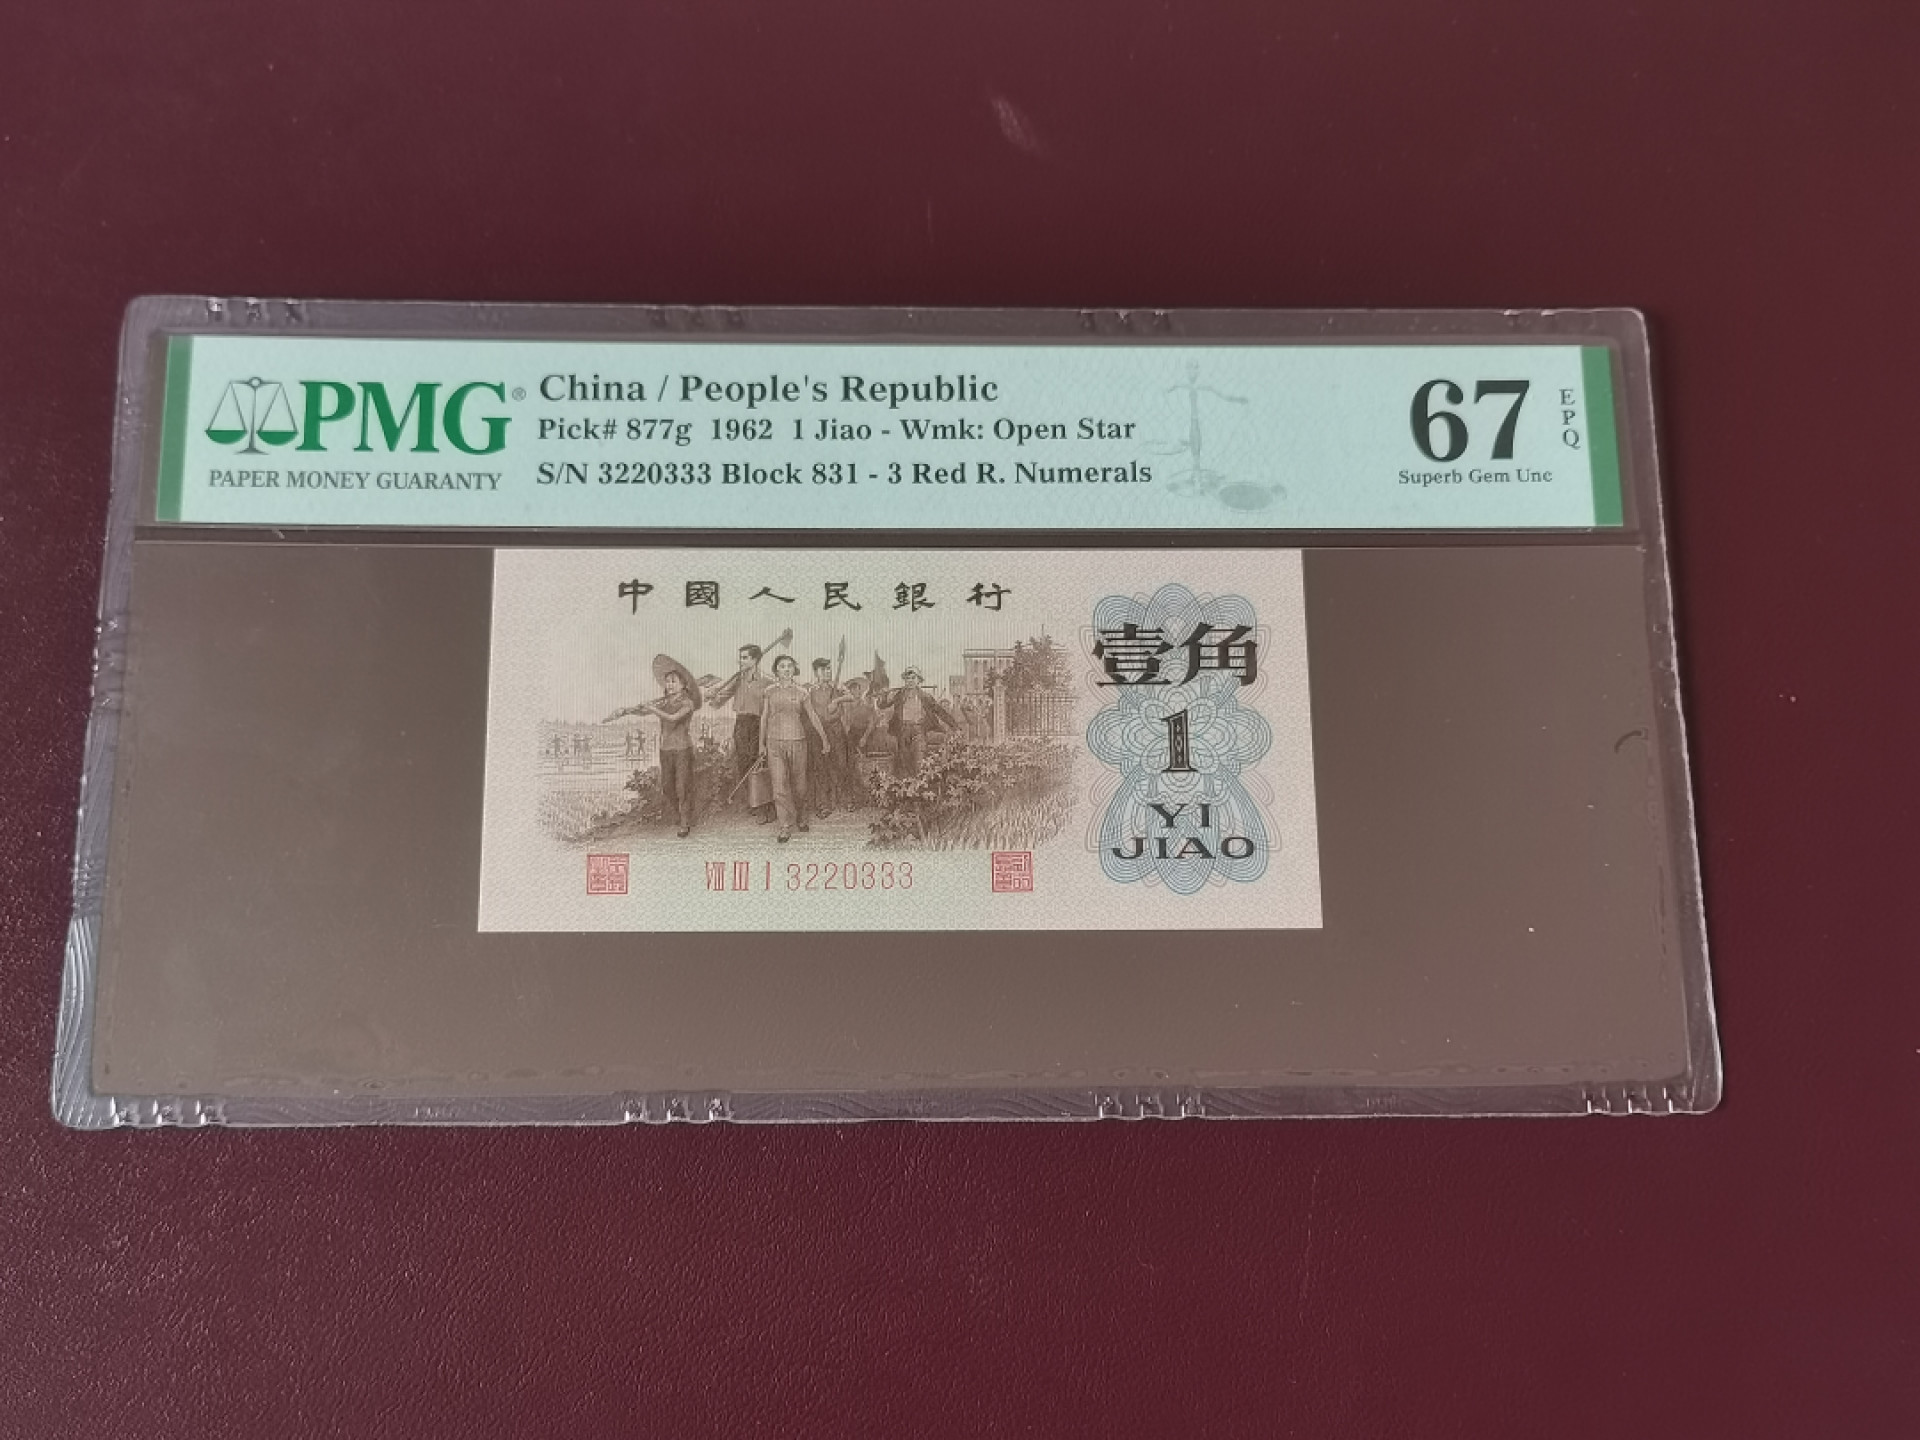 PMG®
PAPER MONEY GUARANTY
China / People's Republic
Pick# 877g 1962 1 Jiao - Wmk: Open Star
S/N 3220333 Block 831 - 3 Red R. Numerals
67
EPQ
Superb Gem Unc
中國人民銀行
壹角
1
YI
JIAO
VIII III I 3220333